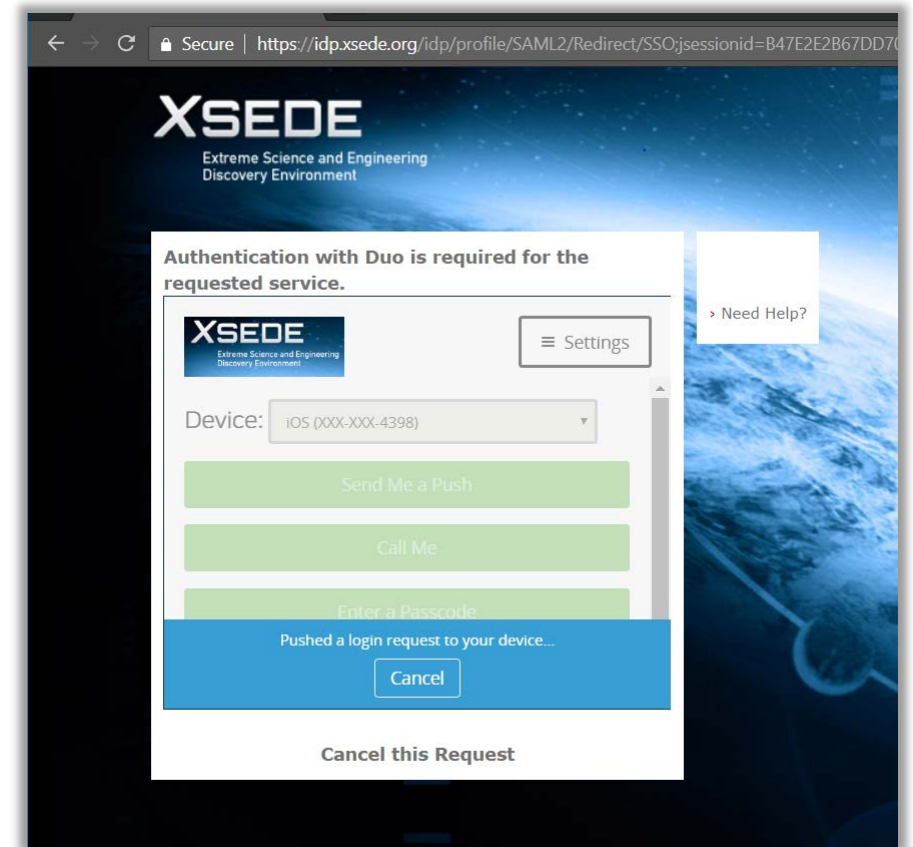 Secure | https://idp.xsede.org/idp/profile/SAML2/Redirect/SSO;jsessionid=B47E2E2B67DD70
XSEDE
Extreme Science and Engineering
Discovery Environment
Authentication with Duo is required for the
requested service.
XSEDE
Extreme Science and Engineering
Discovery Environment
≡ Settings
› Need Help?
Device: iOS (XXX-XXX-4398)
Send Me a Push
Call Me
Enter a Passcode
Pushed a login request to your device...
Cancel
Cancel this Request